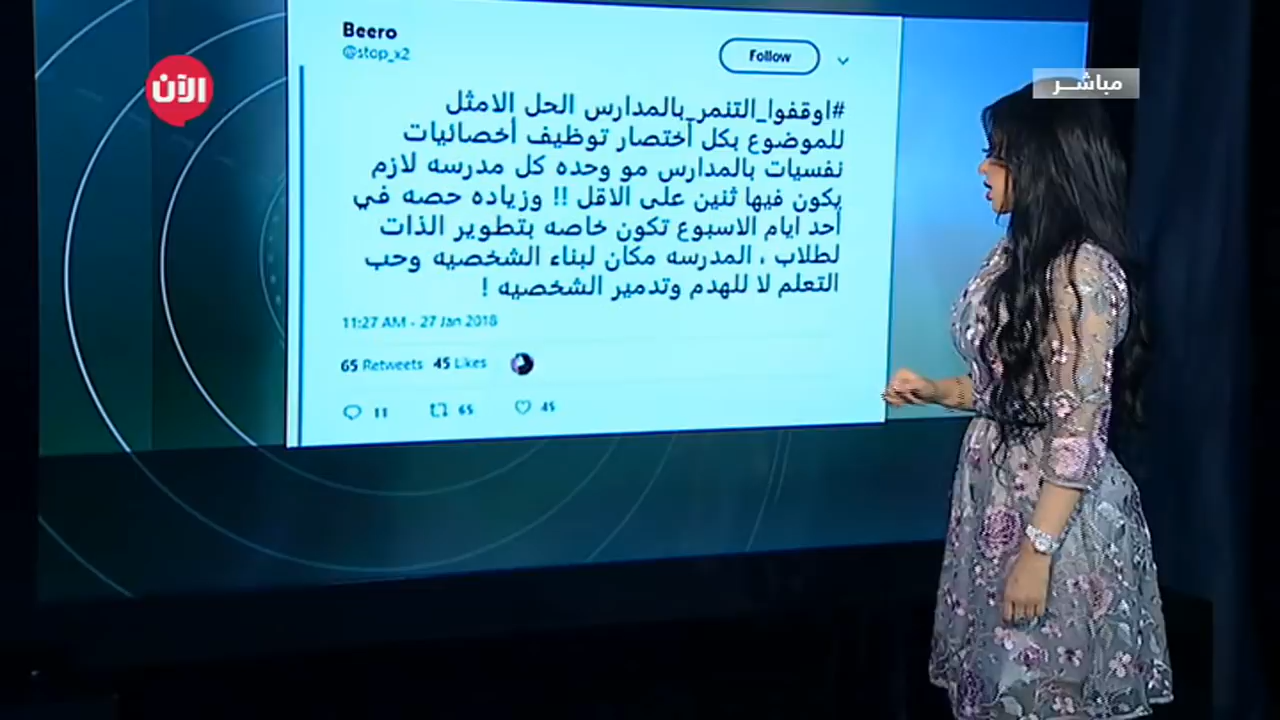 Beero
@stop_x2
Follow
الآن
مباشر
#اوقفوا_التنمر_بالمدارس الحل الامثل
للموضوع بكل أختصار توظيف أخصائيات
نفسيات بالمدارس مو وحده كل مدرسه لازم
يكون فيها ثنين على الاقل !! وزياده حصه في
أحد ايام الاسبوع تكون خاصه بتطوير الذات
لطلاب ، المدرسه مكان لبناء الشخصيه وحب
التعلم لا للهدم وتدمير الشخصيه !
11:27 AM - 27 Jan 2018
65 Retweets 45 Likes
11 65 45